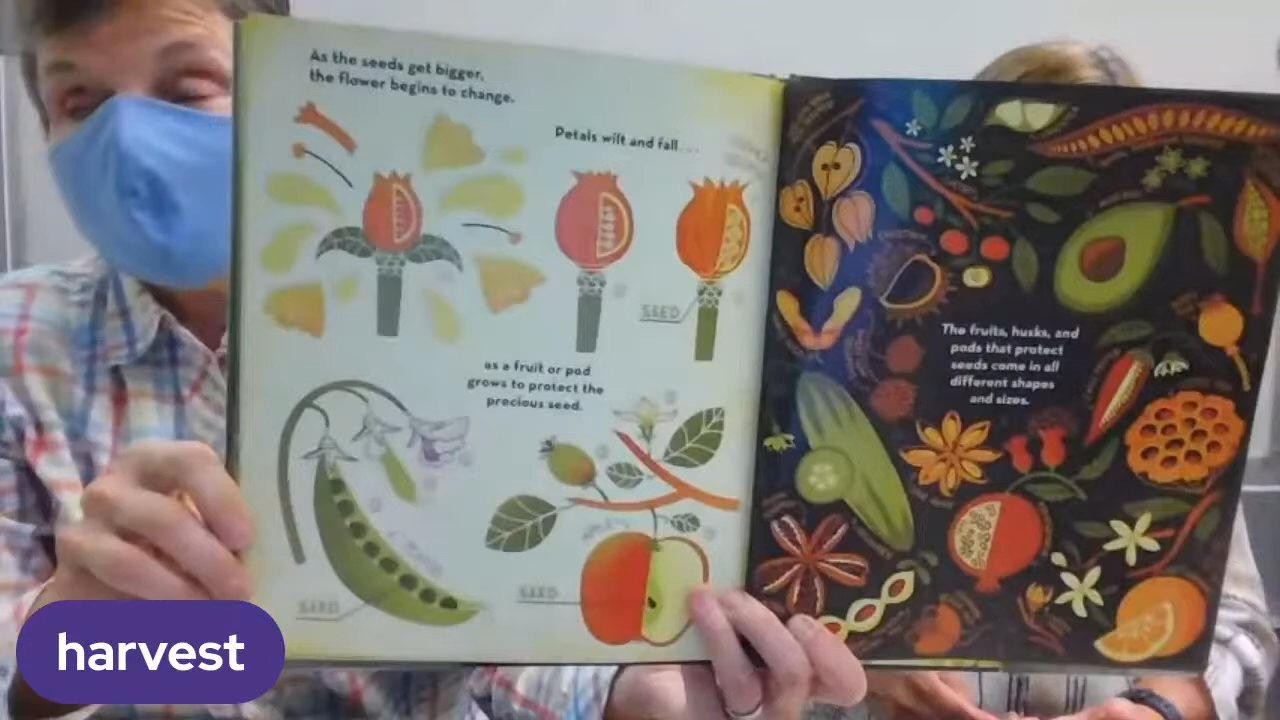 As the seeds get bigger,
the flower begins to change.
Petals wilt and fall...
SEED
as a fruit or pod
grows to protect the
precious seed.
SEED
SEED
The fruits, husks, and
pods that protect
seeds come in all
different shapes
and sizes.
harvest